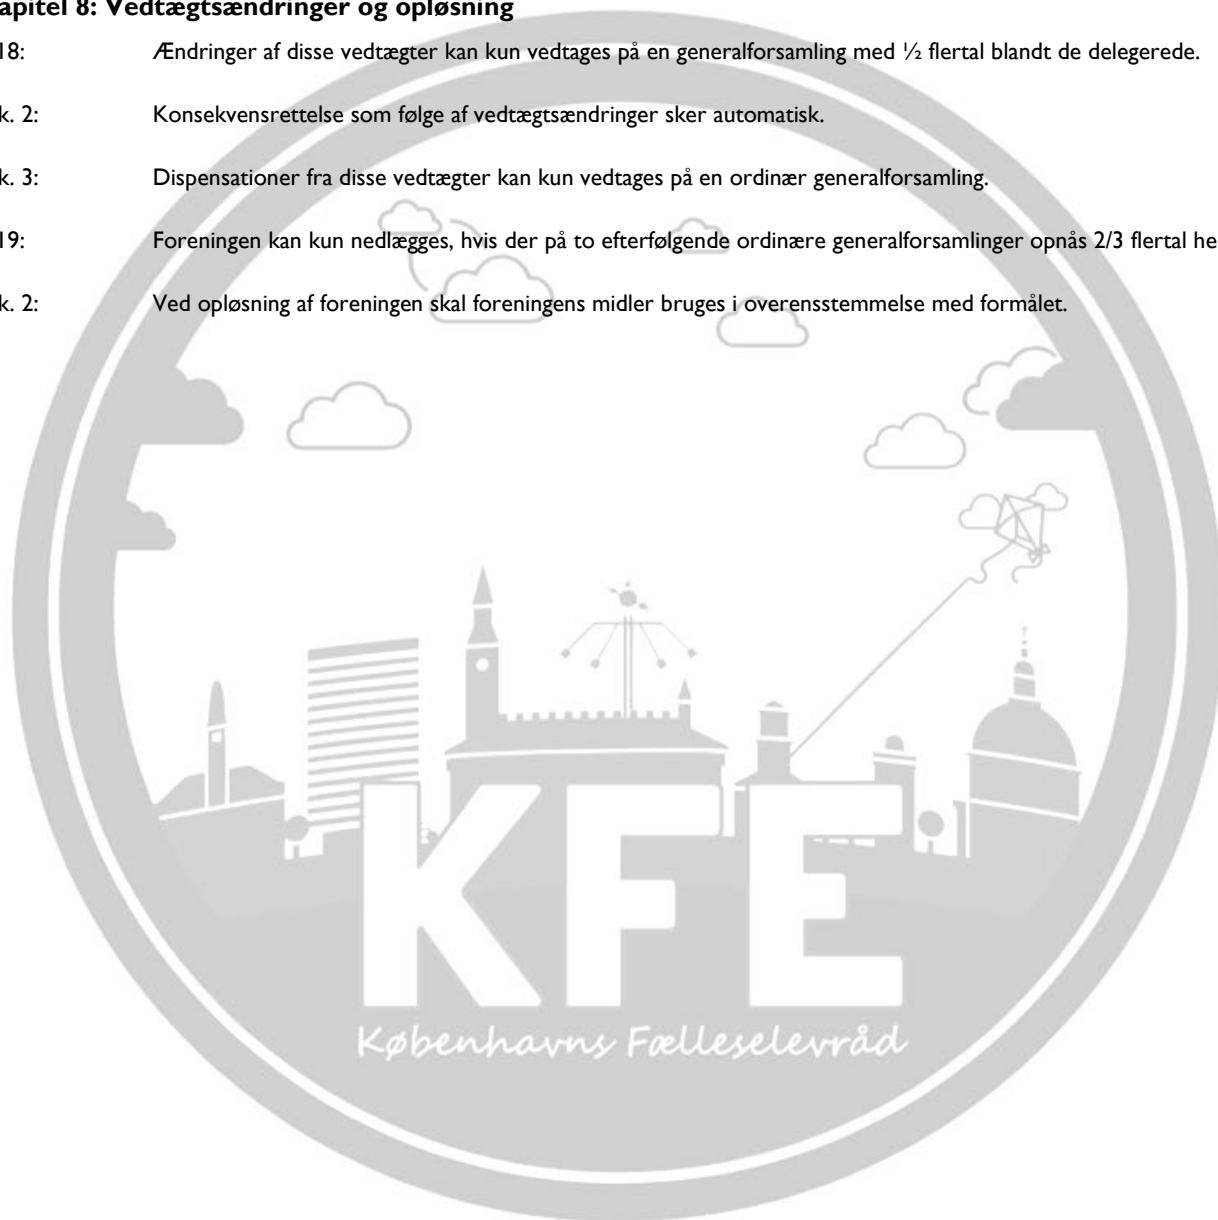 apitel 8: Vedtægtsændringer og opløsning
18: Ændringer af disse vedtægter kan kun vedtages på en generalforsamling med ½ flertal blandt de delegerede.
k. 2: Konsekvensrettelse som følge af vedtægtsændringer sker automatisk.
k. 3: Dispensationer fra disse vedtægter kan kun vedtages på en ordinær generalforsamling.
19: Foreningen kan kun nedlægges, hvis der på to efterfølgende ordinære generalforsamlinger opnås 2/3 flertal he
k. 2: Ved opløsning af foreningen skal foreningens midler bruges i overensstemmelse med formålet.
KFE
Københavns Fælleselevråd